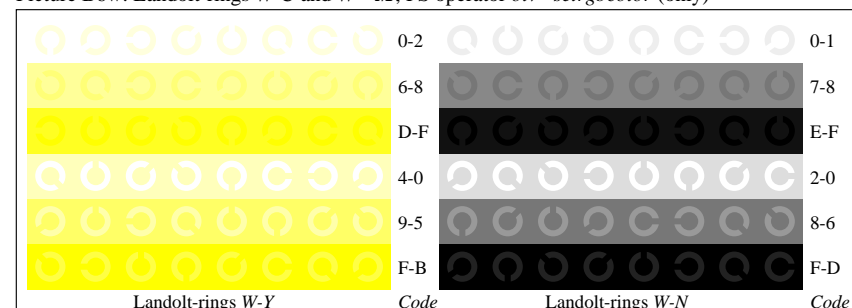 0-2 0-1
6-8 7-8
D-F E-F
4-0 2-0
9-5 8-6
F-B F-D
Landolt-rings W-Y Code Landolt-rings W-N Code